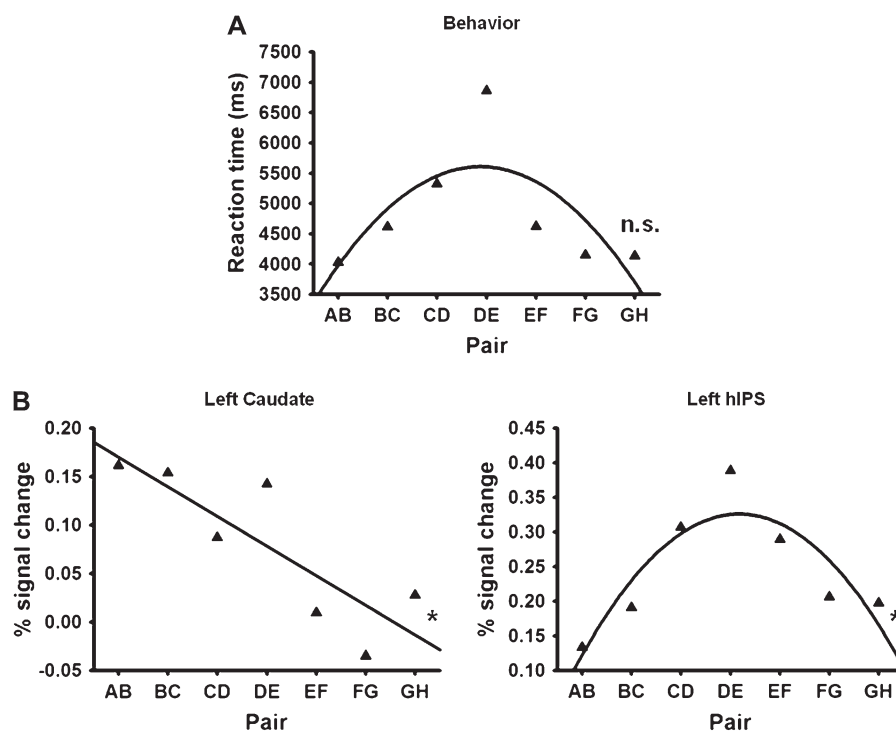 A
Behavior
7500
7000
6500
6000
5500
5000
4500
4000
3500
Reaction time (ms)
n.s.
AB BC CD DE EF FG GH
Pair
B
Left Caudate
0.20
0.15
0.10
0.05
0.00
-0.05
% signal change
*
AB BC CD DE EF FG GH
Pair
Left hIPS
0.45
0.40
0.35
0.30
0.25
0.20
0.15
0.10
% signal change
*
AB BC CD DE EF FG GH
Pair